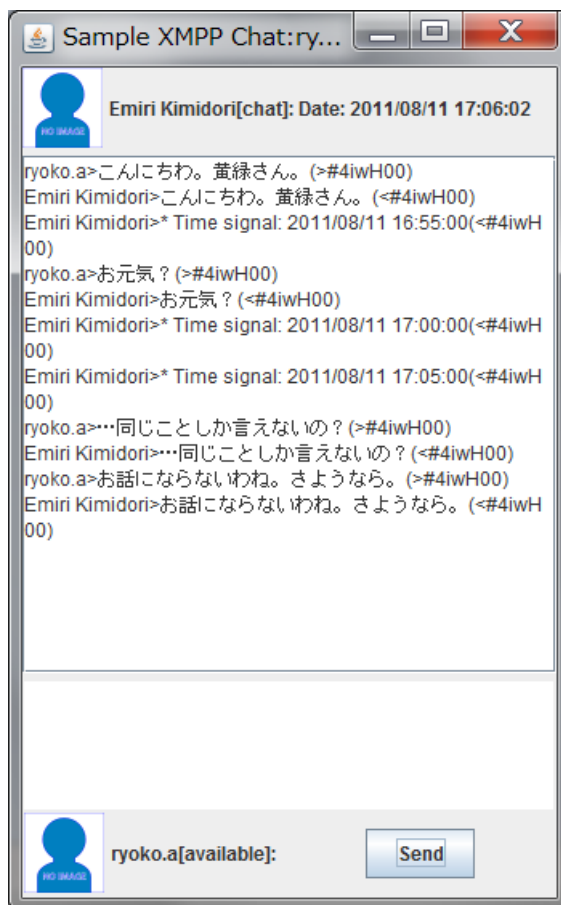 Sample XMPP Chat:ry...
NO IMAGE
Emiri Kimidori[chat]: Date: 2011/08/11 17:06:02
ryoko.a>こんにちわ。黄緑さん。(>#4iwH00)
Emiri Kimidori>こんにちわ。黄緑さん。(<#4iwH00)
Emiri Kimidori>* Time signal: 2011/08/11 16:55:00(<#4iwH
00)
ryoko.a>お元気？(>#4iwH00)
Emiri Kimidori>お元気？(<#4iwH00)
Emiri Kimidori>* Time signal: 2011/08/11 17:00:00(<#4iwH
00)
Emiri Kimidori>* Time signal: 2011/08/11 17:05:00(<#4iwH
00)
ryoko.a>…同じことしか言えないの？(>#4iwH00)
Emiri Kimidori>…同じことしか言えないの？(<#4iwH00)
ryoko.a>お話にならないわね。さようなら。(>#4iwH00)
Emiri Kimidori>お話にならないわね。さようなら。(<#4iwH
00)
NO IMAGE
ryoko.a[available]:
Send